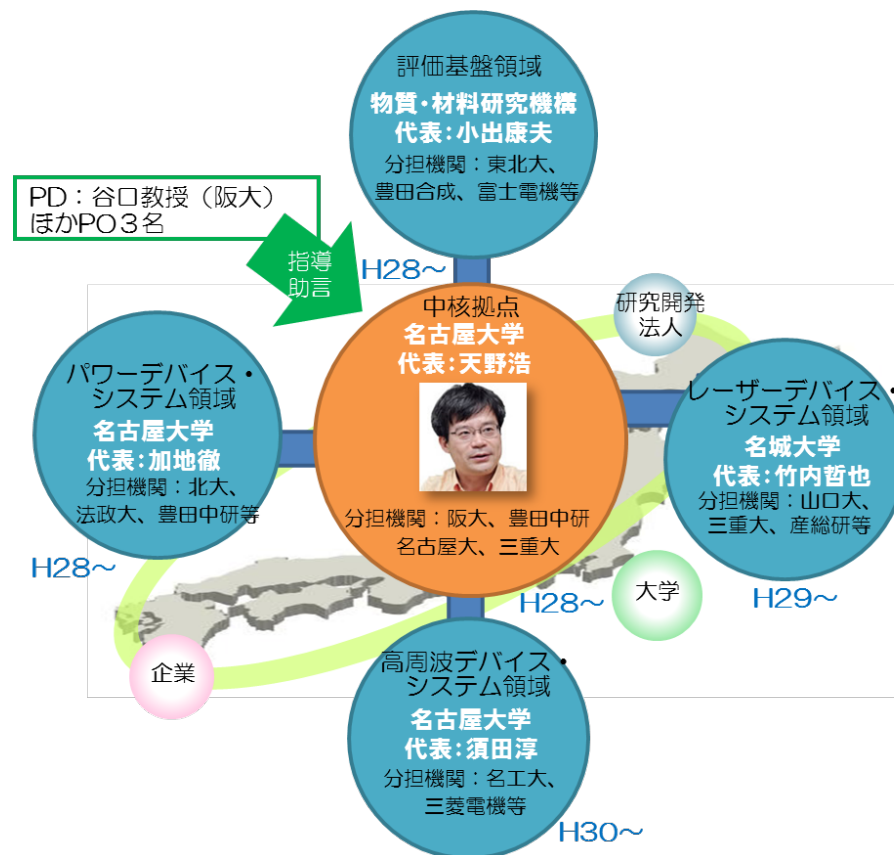 評価基盤領域
物質・材料研究機構
代表：小出康夫
分担機関：東北大、
豊田合成、富士電機等
PD：谷口教授（阪大）
ほかPO３名
指導
助言
H28～
中核拠点
名古屋大学
代表：天野浩
分担機関：阪大、豊田中研
名古屋大、三重大
H28～
研究開発
法人
パワーデバイス・
システム領域
名古屋大学
代表：加地徹
分担機関：北大、
法政大、豊田中研等
H28～
レーザーデバイス・
システム領域
名城大学
代表：竹内哲也
分担機関：山口大、
三重大、産総研等
H29～
大学
企業
高周波デバイス・
システム領域
名古屋大学
代表：須田淳
分担機関：名工大、
三菱電機等
H30～